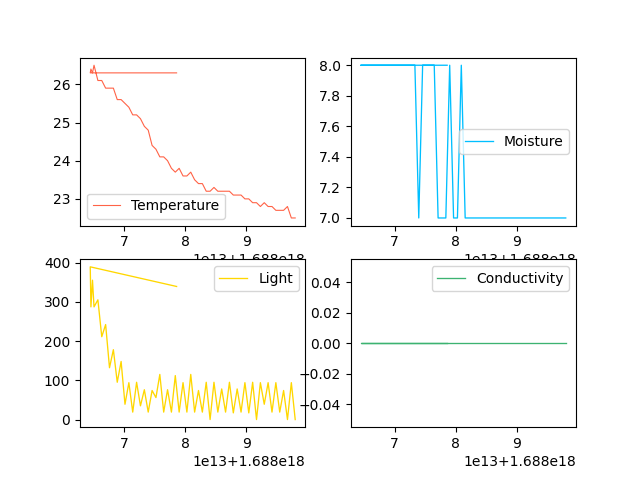 26
25
24
23
Temperature
7 8 9
1e13+1.688e18
8.0
7.8
7.6
7.4
7.2
7.0
Moisture
7 8 9
1e13+1.688e18
400
300
200
100
0
Light
7 8 9
1e13+1.688e18
0.04
0.02
0.00
−0.02
−0.04
Conductivity
7 8 9
1e13+1.688e18